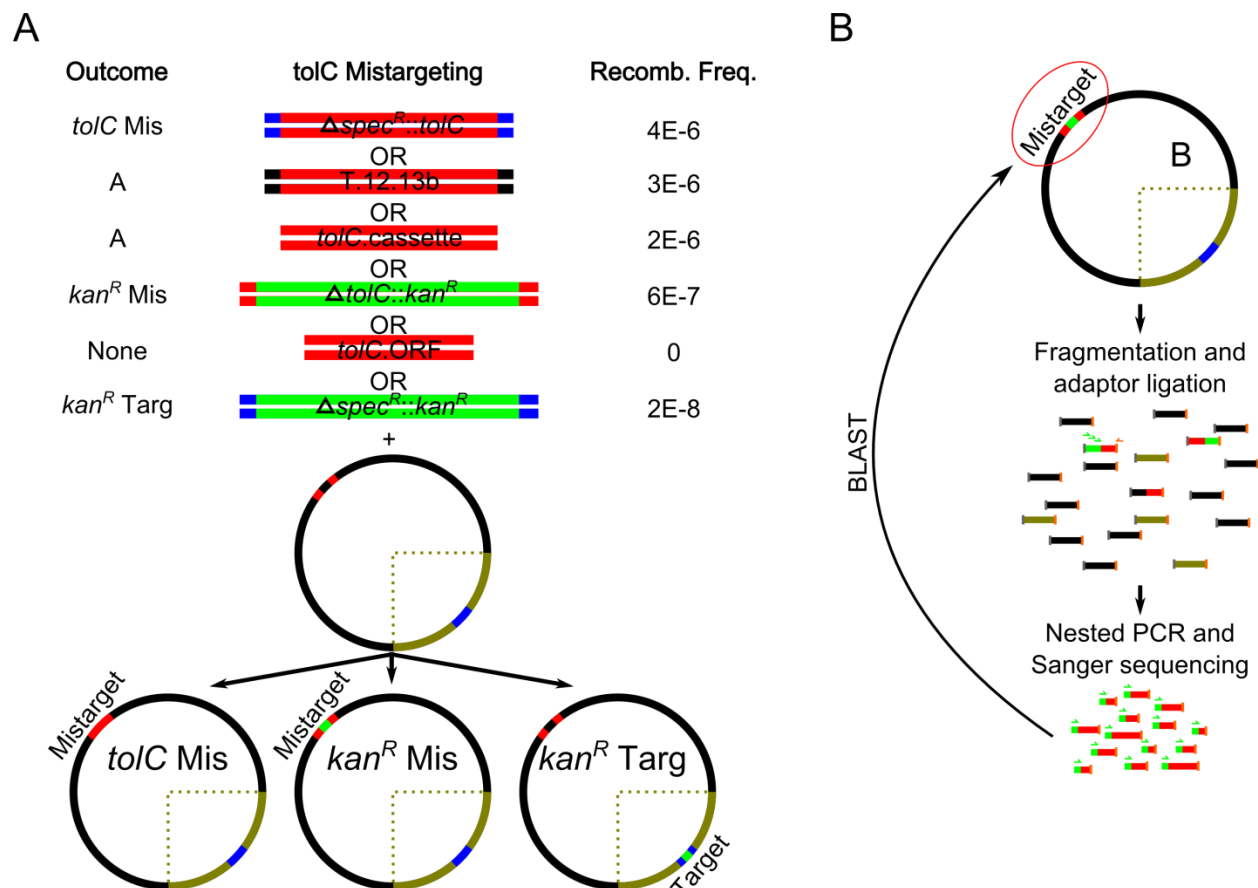 A
Outcome tolC Mistargeting Recomb. Freq.
tolC Mis ΔspecR::tolC 4E-6
OR
A T.12.13b 3E-6
OR
A tolC.cassette 2E-6
OR
kanR Mis ΔtolC::kanR 6E-7
OR
None tolC.ORF 0
OR
kanR Targ ΔspecR::kanR 2E-8
+
Mistarget
tolC Mis
Mistarget
kanR Mis
kanR Targ
Target
B
Mistarget
B
Fragmentation and
adaptor ligation
BLAST
Nested PCR and
Sanger sequencing